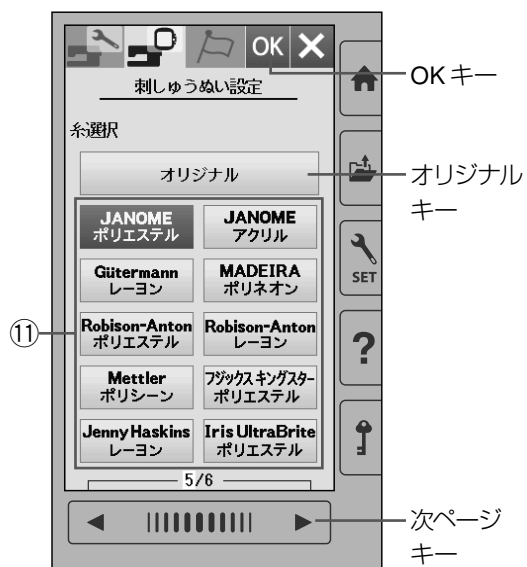 OK
刺しゅうぬい設定
糸選択
オリジナル
JANOME
ポリエステル
JANOME
アクリル
Gütermann
レーヨン
MADEIRA
ポリネオン
Robison-Anton
ポリエステル
Robison-Anton
レーヨン
Mettler
ポリシーン
フジックス キングスター
ポリエステル
Jenny Haskins
レーヨン
Iris UltraBrite
ポリエステル
5/6
SET
?
⑪
OK キー
オリジナル
キー
次ページ
キー